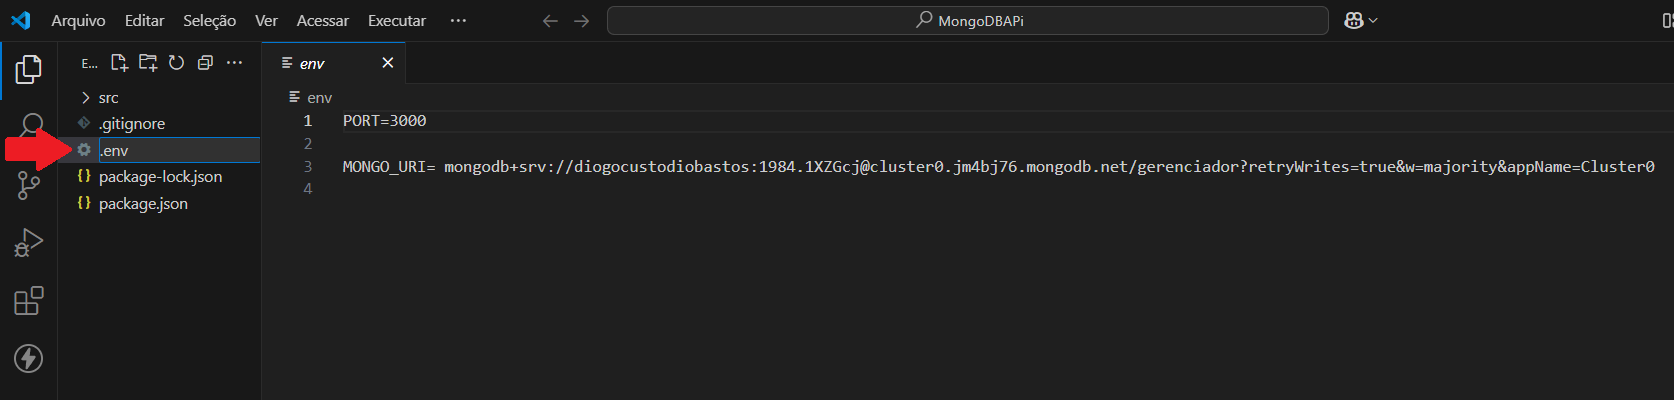 Arquivo Editar Seleção Ver Acessar Executar ···
MongoDBAPi
E...
src
.gitignore
.env
package-lock.json
package.json
env
env
1 PORT=3000
2
3 MONGO_URI= mongodb+srv://diogocustodiobastos:1984.1XZGcj@cluster0.jm4bj76.mongodb.net/gerenciador?retryWrites=true&w=majority&appName=Cluster0
4